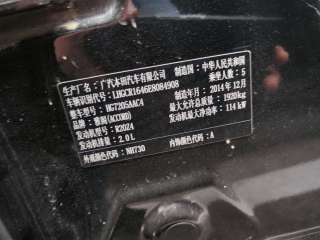 生产厂名：广汽本田汽车有限公司 制造国：中华人民共和国
车辆识别代号：LHGCR1646E8084908 乘坐人数：5
整车型号：HG7205AAC4 制造年月：2014年12月
品牌：雅阁(ACCORD) 最大允许总质量：1920kg
发动机型号：R20Z4 发动机最大净功率：114kW
发动机排量：2.0L
外观颜色代码：NH730 内饰颜色代码：A